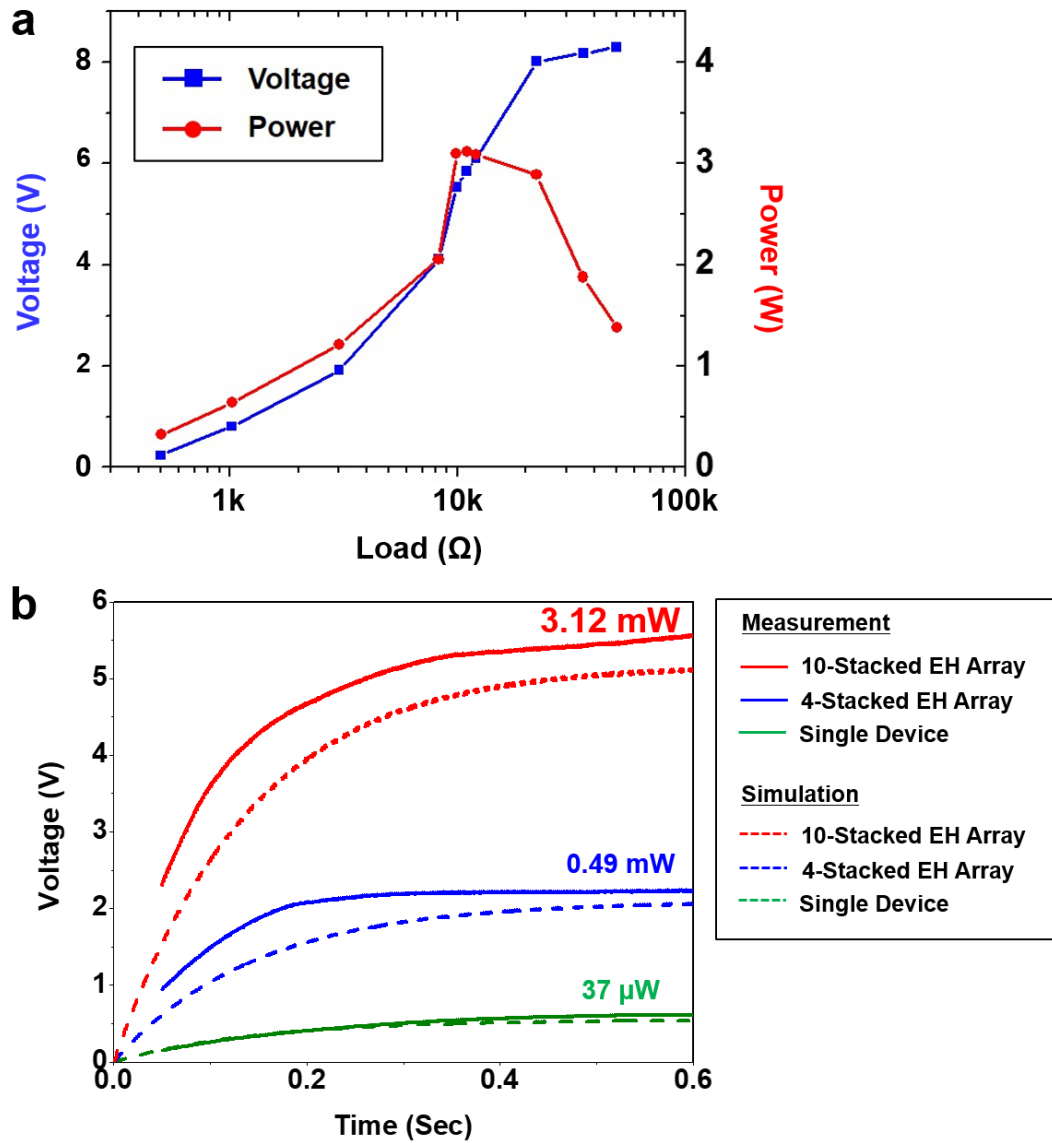 a
Voltage
Power
8
6
4
2
0
4
3
2
1
0
Voltage (V)
Power (W)
1k
10k
100k
Load (Ω)
b
6
5
4
3
2
1
0
3.12 mW
0.49 mW
37 µW
Voltage (V)
0.0
0.2
0.4
0.6
Time (Sec)
Measurement
10-Stacked EH Array
4-Stacked EH Array
Single Device
Simulation
10-Stacked EH Array
4-Stacked EH Array
Single Device